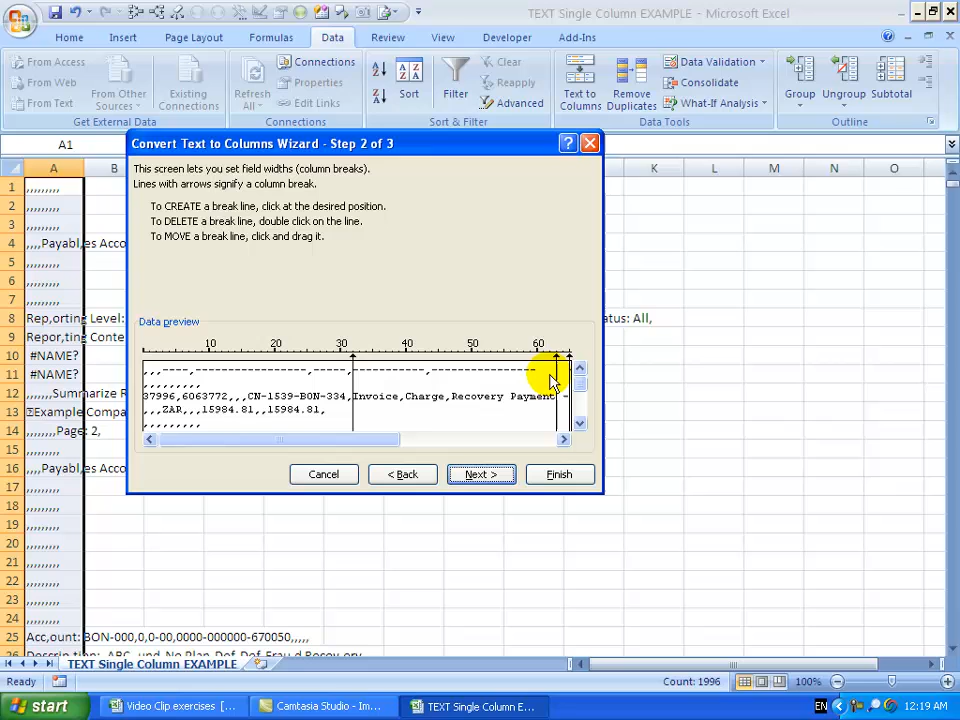 TEXT Single Column EXAMPLE - Microsoft Excel
Home Insert Page Layout Formulas Data Review View Developer Add-Ins
From Access
From Web
From Text
From Other Sources
Existing Connections
Get External Data
Refresh All
Connections
Properties
Edit Links
Connections
Sort
Filter
Clear
Reapply
Advanced
Sort & Filter
Text to Columns
Remove Duplicates
Data Validation
Consolidate
What-If Analysis
Data Tools
Group Ungroup Subtotal
Outline
A1
A B K L M N O
1 ,,,,,,,,,
2 ,,,,,,,,,
3 ,,,,,,,,,
4 ,,,,Payabl,es Acco
5 ,,,,,,,,,
6 ,,,,,,,,,
7 ,,,,,,,,,
8 Rep,orting Level: atus: All,
9 Repor,ting Conte
10 #NAME?
11 #NAME?
12 ,,,,,,,Summarize R
13 Example Compa
14 ,,,,,,,,Page: 2,
15 ,,,,,,,,,
16 ,,,,Payabl,es Acco
17 ,,,,,,,,,
18 ,,,,,,,,,
19 ,,,,,,,,,
20 ,,,,,,,,,
21 ,,,,,,,,,
22 ,,,,,,,,,
23 ,,,,,,,,,
24 ,,,,,,,,,
25 Acc,ount: BON-000,0,0-00,0000-000000-670050,,,,,
Convert Text to Columns Wizard - Step 2 of 3
This screen lets you set field widths (column breaks).
Lines with arrows signify a column break.
To CREATE a break line, click at the desired position.
To DELETE a break line, double click on the line.
To MOVE a break line, click and drag it.
Data preview
10 20 30 40 50 60
,,,----,-----------------,----,------------,----------------
,,,,,,,,,
37996,6063772,,,CN-1539-BON-334,Invoice,Charge,Recovery Payment -
,,,ZAR,,,15984.81,,15984.81,
,,,,,,,,,
Cancel < Back Next > Finish
TEXT Single Column EXAMPLE
Ready Count: 1996 100%
start Video Clip exercises [... Camtasia Studio - Im... TEXT Single Column E... EN 12:19 AM